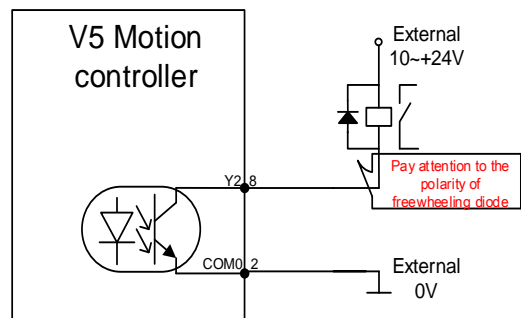 V5 Motion
controller
External
10~+24V
Pay attention to the
polarity of
freewheeling diode
Y2 8
COM0 2
External
0V